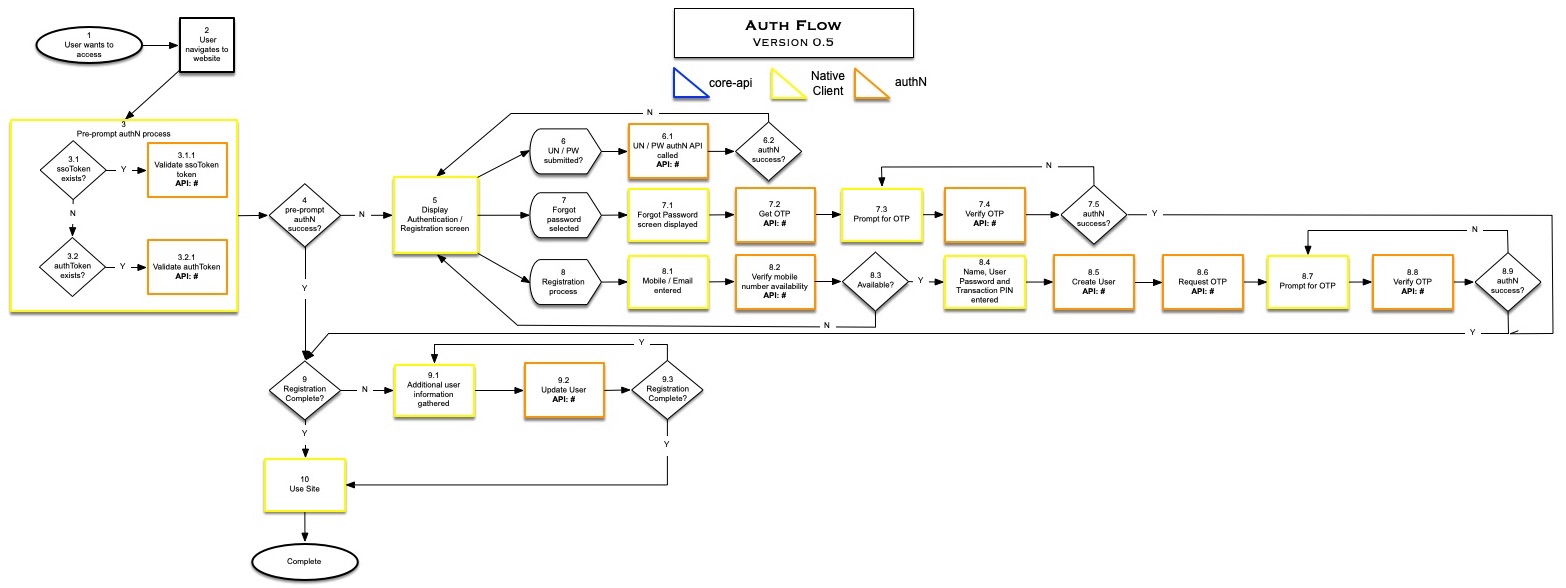 AUTH FLOW
VERSION 0.5
core-api
Native
Client
authN
1
User wants to
access
2
User
navigates to
website
3
Pre-prompt authN process
3.1
ssoToken
exists?
Y
3.1.1
Validate ssoToken
token
API: #
N
3.2
authToken
exists?
Y
3.2.1
Validate authToken
API: #
4
pre-prompt
authN
success?
N
Y
5
Display
Authentication /
Registration screen
6
UN / PW
submitted?
6.1
UN / PW authN API
called
API: #
6.2
authN
success?
N
7
Forgot
password
selected
7.1
Forgot Password
screen displayed
7.2
Get OTP
API: #
7.3
Prompt for OTP
7.4
Verify OTP
API: #
7.5
authN
success?
N
Y
8
Registration
process
8.1
Mobile / Email
entered
8.2
Verify mobile
number availability
API: #
8.3
Available?
Y
N
8.4
Name, User
Password and
Transaction PIN
entered
8.5
Create User
API: #
8.6
Request OTP
API: #
8.7
Prompt for OTP
8.8
Verify OTP
API: #
8.9
authN
success?
N
Y
9
Registration
Complete?
N
Y
9.1
Additional user
information
gathered
9.2
Update User
API: #
9.3
Registration
Complete?
Y
Y
10
Use Site
Complete